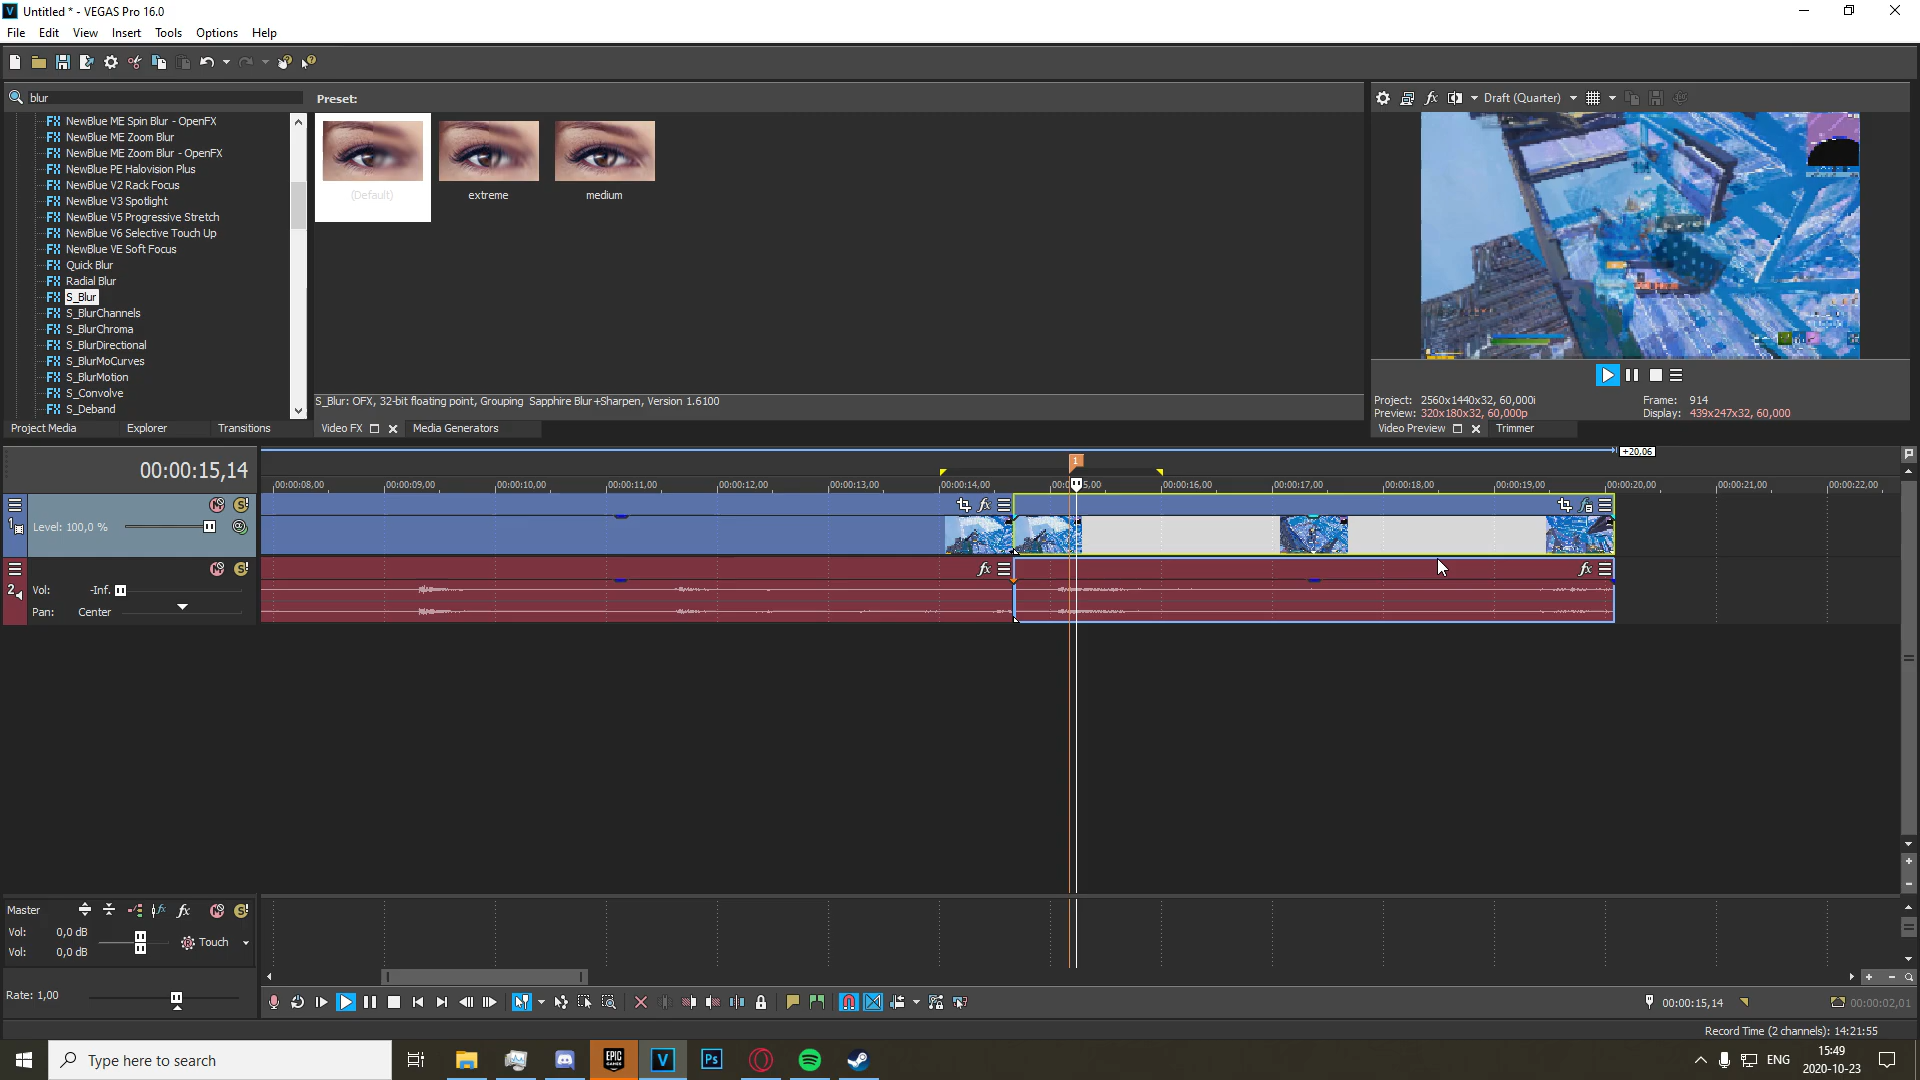 Untitled * - VEGAS Pro 16.0
File Edit View Insert Tools Options Help
blur
Preset:
NewBlue ME Spin Blur - OpenFX
NewBlue ME Zoom Blur
NewBlue ME Zoom Blur - OpenFX
NewBlue PE Halovision Plus
NewBlue V2 Rack Focus
NewBlue V3 Spotlight
NewBlue V5 Progressive Stretch
NewBlue V6 Selective Touch Up
NewBlue VE Soft Focus
Quick Blur
Radial Blur
S_Blur
S_BlurChannels
S_BlurChroma
S_BlurDirectional
S_BlurMoCurves
S_BlurMotion
S_Convolve
S_Deband
(Default) extreme medium
S_Blur: OFX, 32-bit floating point, Grouping Sapphire Blur+Sharpen, Version 1.6100
Project Media Explorer Transitions
Video FX Media Generators
Draft (Quarter)
Project: 2560x1440x32, 60,000i
Frame: 914
Preview: 320x180x32, 60,000p
Display: 439x247x32, 60,000
Video Preview Trimmer
+20.06
00:00:15,14
1
00:00:08,00 00:00:09,00 00:00:10,00 00:00:11,00 00:00:12,00 00:00:13,00 00:00:14,00 00:00:16,00 00:00:17,00 00:00:18,00 00:00:19,00 00:00:20,00 00:00:21,00 00:00:22,00
1
Level: 100,0 %
2
Vol: -Inf.
Pan: Center
Master
Vol: 0,0 dB
Vol: 0,0 dB
Touch
Rate: 1,00
00:00:15,14
00:00:02,01
Record Time (2 channels): 14:21:55
Type here to search
EPIC GAMES
V
Ps
ENG
15:49
2020-10-23